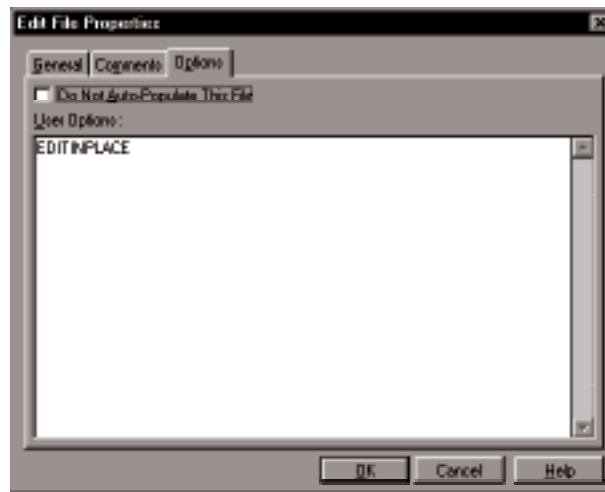 Edit File Properties
General Comments Options
Do Not Auto-Populate This File
User Options:
EDITINPLACE
OK Cancel Help